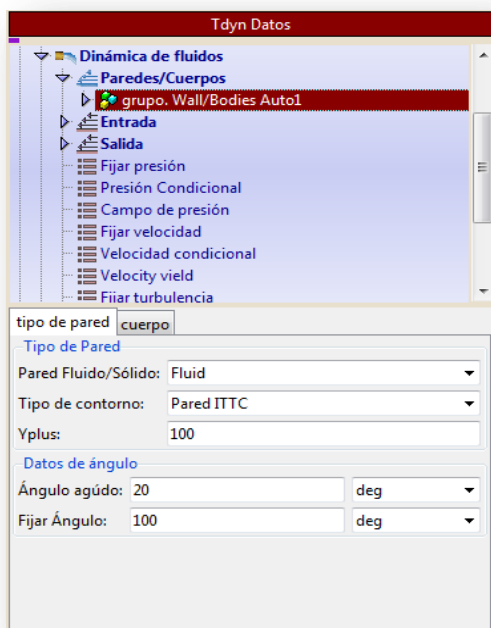 Tdyn Datos
Dinámica de fluidos
Paredes/Cuerpos
grupo. Wall/Bodies Auto1
Entrada
Salida
Fijar presión
Presión Condicional
Campo de presión
Fijar velocidad
Velocidad condicional
Velocity vield
Fijar turbulencia
tipo de pared cuerpo
Tipo de Pared
Pared Fluido/Sólido: Fluid
Tipo de contorno: Pared ITTC
Yplus: 100
Datos de ángulo
Ángulo agúdo: 20 deg
Fijar Ángulo: 100 deg